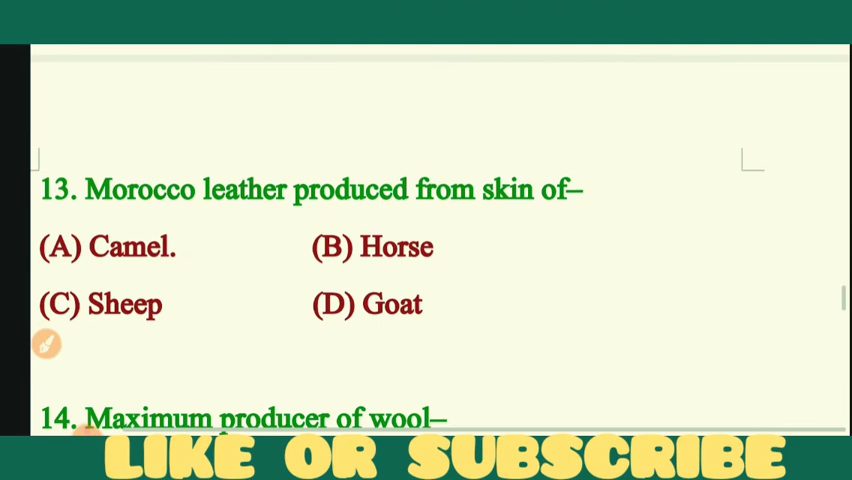 13. Morocco leather produced from skin of–
(A) Camel. (B) Horse
(C) Sheep (D) Goat
14. Maximum producer of wool–
LIKE OR SUBSCRIBE